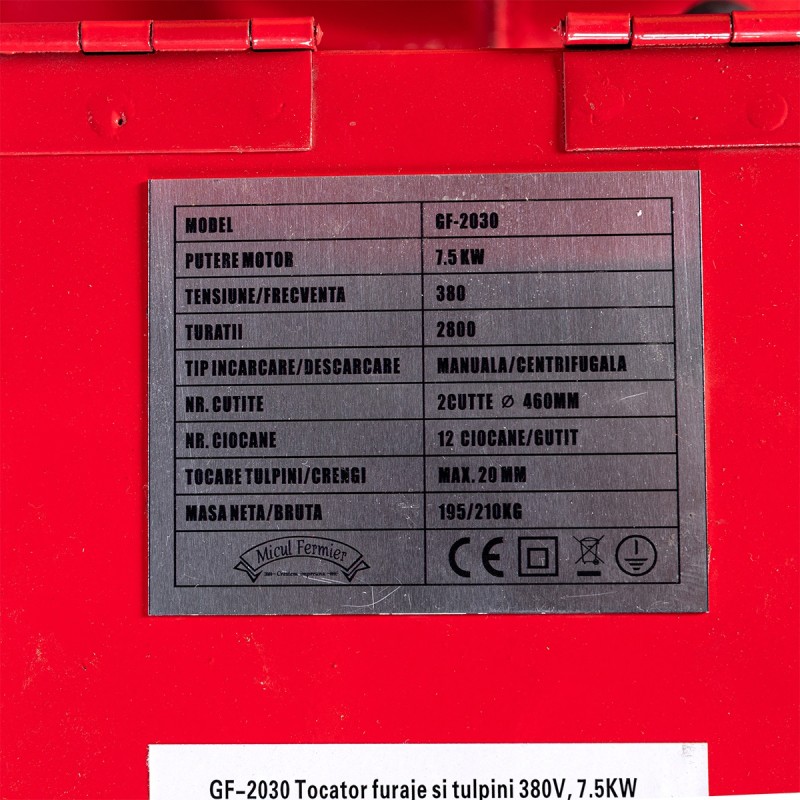 MODEL GF-2030
PUTERE MOTOR 7.5 KW
TENSIUNE/FRECVENTA 380
TURATII 2800
TIP INCARCARE/DESCARCARE MANUALA/CENTRIFUGALA
NR. CUTITE 2CUTTE Ø 460MM
NR. CIOCANE 12 CIOCANE/GUTIT
TOCARE TULPINI/CRENGI MAX. 20 MM
MASA NETA/BRUTA 195/210KG
Micul Fermier CE
GF-2030 Tocator furaje si tulpini 380V, 7.5KW